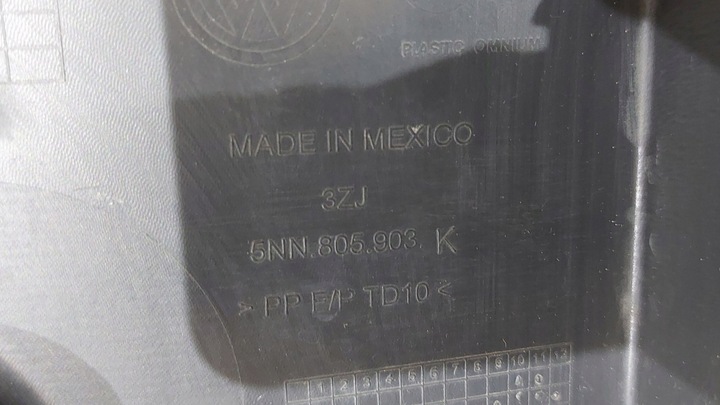 PLASTIC OMNIUM
MADE IN MEXICO
3ZJ
5NN.805.903. K
> PP E/P TD10 <
1 2 3 4 5 6 7 8 9 10 11 12